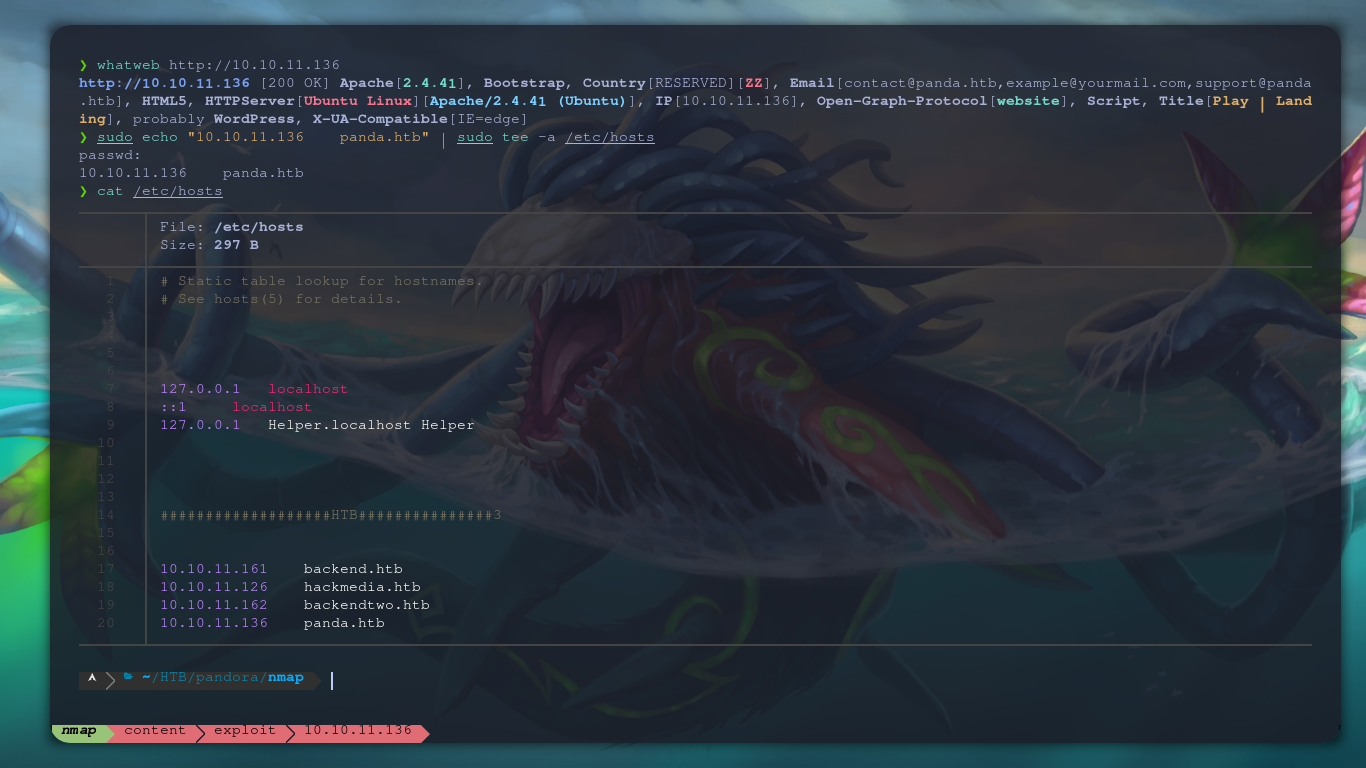 ❯ whatweb http://10.10.11.136
http://10.10.11.136 [200 OK] Apache[2.4.41], Bootstrap, Country[RESERVED][ZZ], Email[contact@panda.htb,example@yourmail.com,support@panda
.htb], HTML5, HTTPServer[Ubuntu Linux][Apache/2.4.41 (Ubuntu)], IP[10.10.11.136], Open-Graph-Protocol[website], Script, Title[Play | Land
ing], probably WordPress, X-UA-Compatible[IE=edge]
❯ sudo echo "10.10.11.136    panda.htb" | sudo tee -a /etc/hosts
passwd:
10.10.11.136    panda.htb
❯ cat /etc/hosts
File: /etc/hosts
Size: 297 B
1 # Static table lookup for hostnames.
2 # See hosts(5) for details.
5
6
7 127.0.0.1   localhost
8 ::1     localhost
9 127.0.0.1   Helper.localhost Helper
10
11
12
13
14 ###################HTB###############3
15
16
17 10.10.11.161    backend.htb
18 10.10.11.126    hackmedia.htb
19 10.10.11.162    backendtwo.htb
20 10.10.11.136    panda.htb
~/HTB/pandora/nmap
nmap content exploit 10.10.11.136